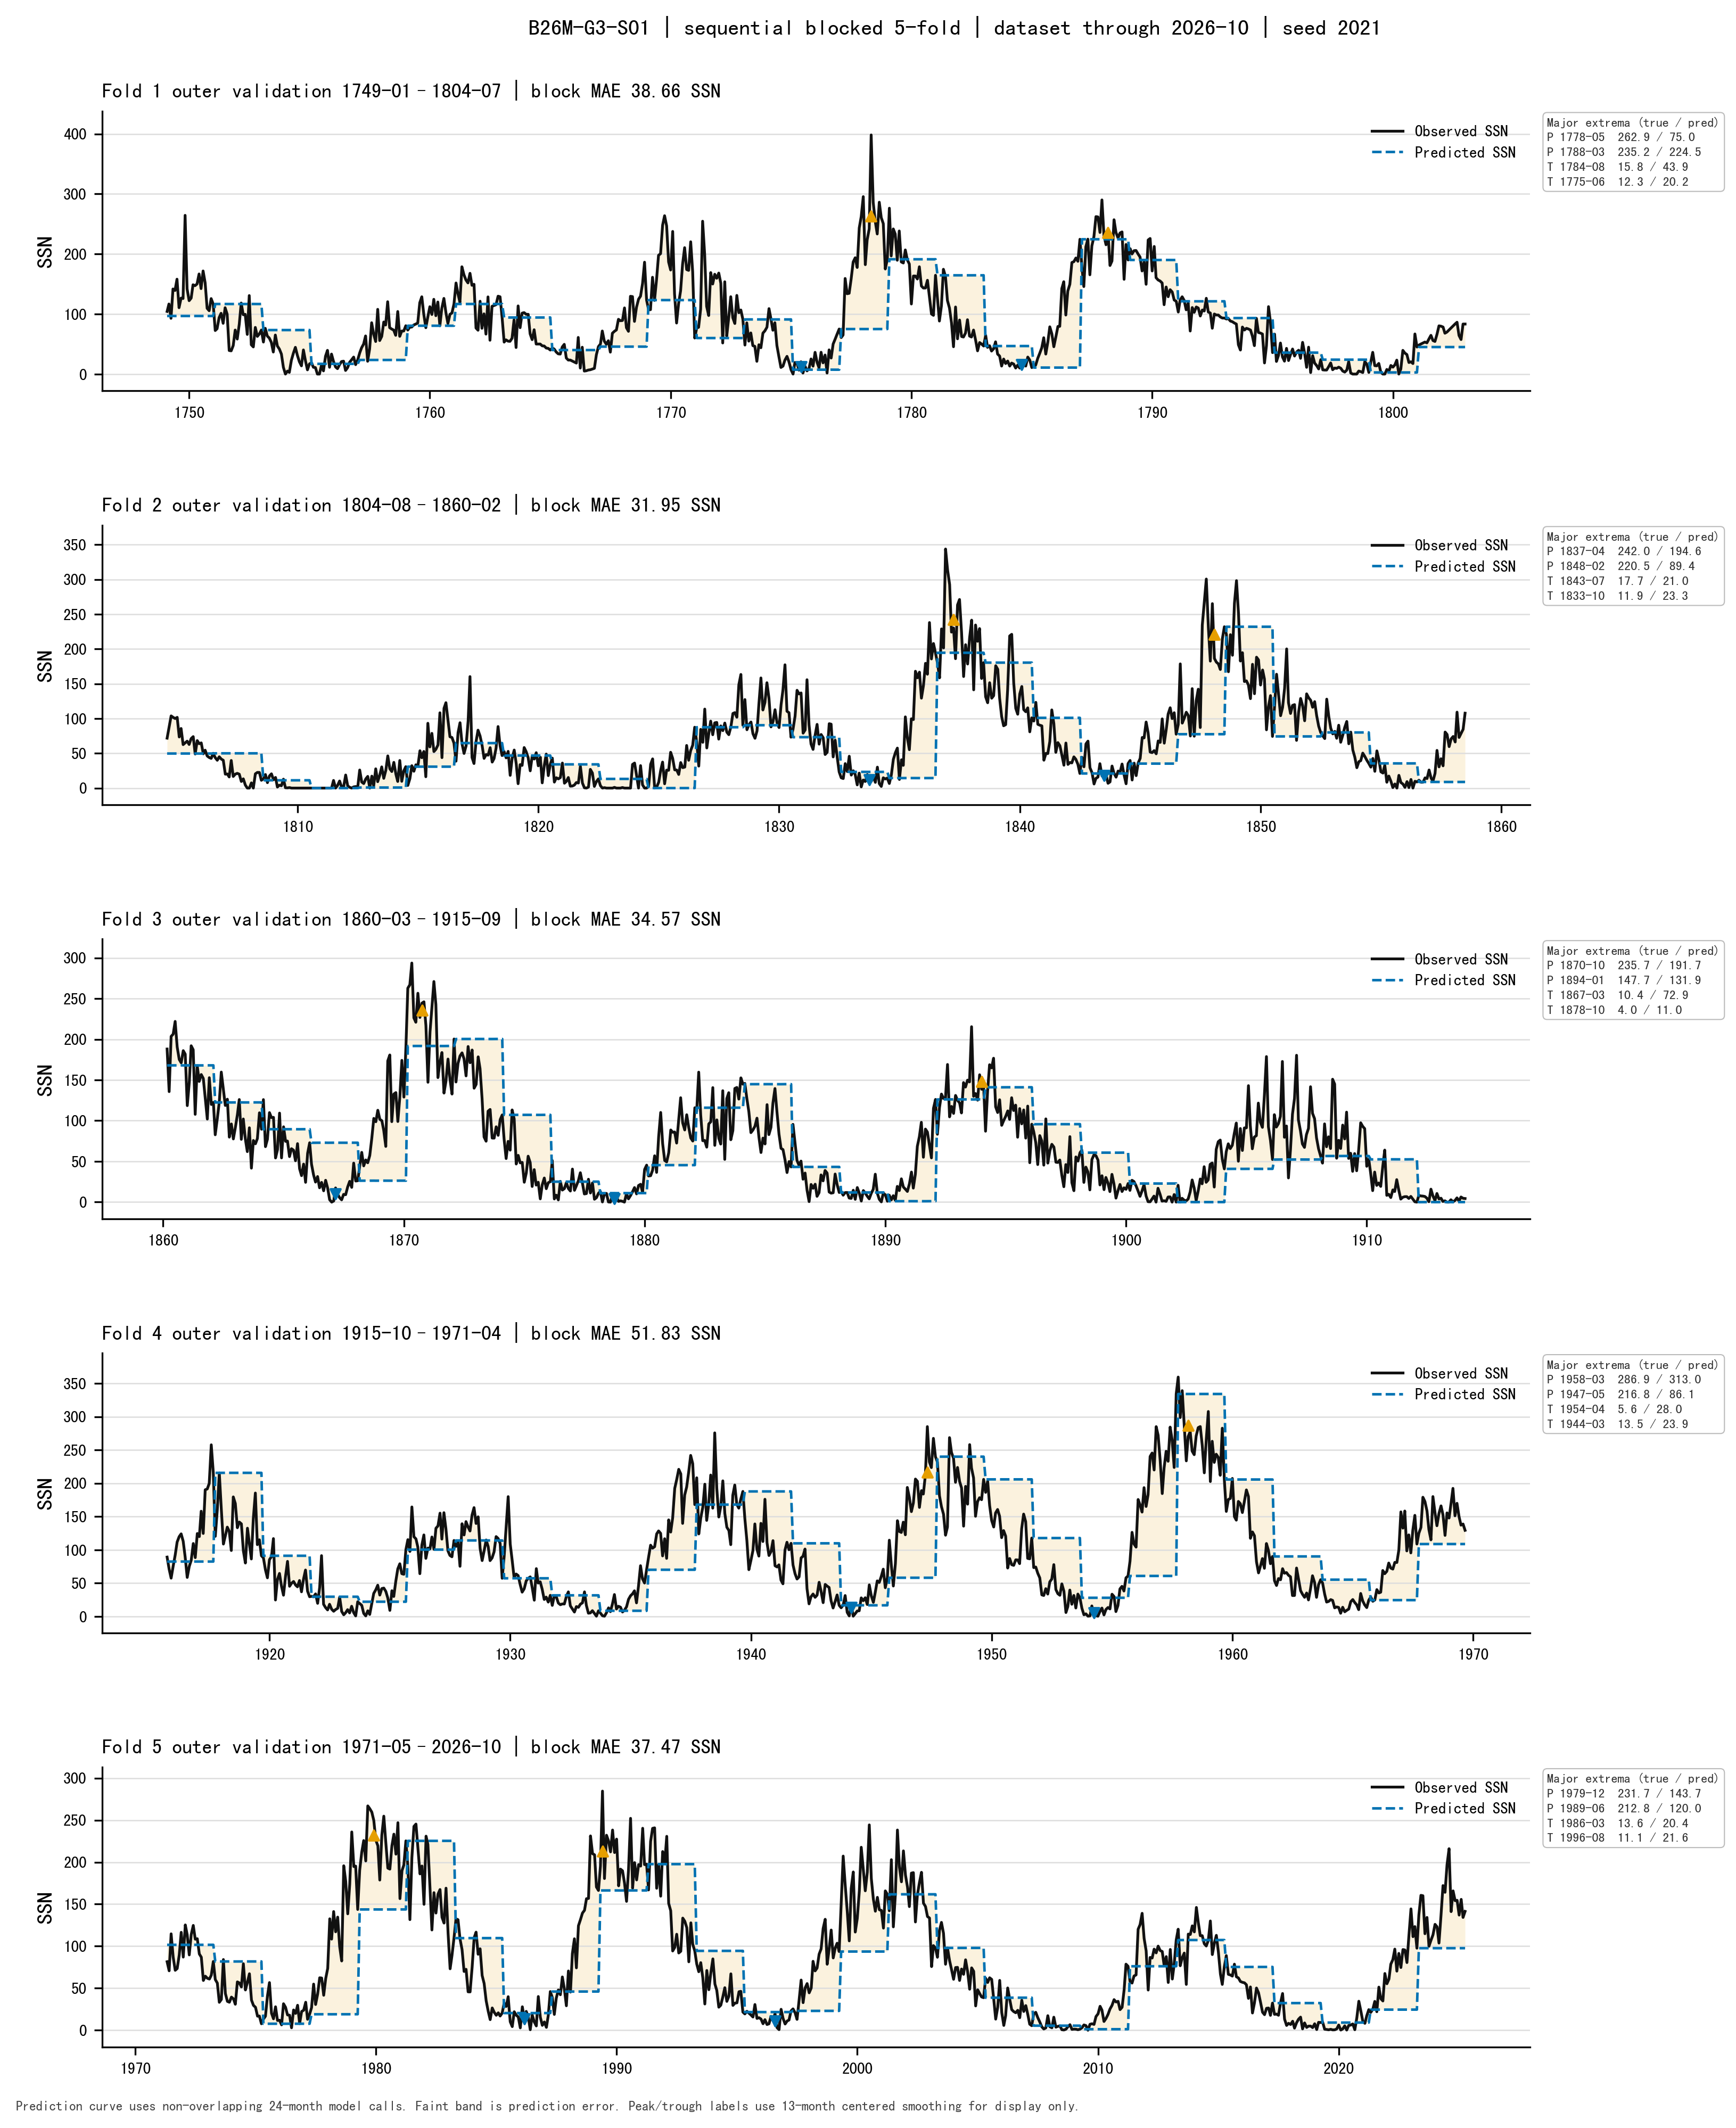 B26M-G3-S01 | sequential blocked 5-fold | dataset through 2026-10 | seed 2021
Fold 1 outer validation 1749-01 – 1804-07 | block MAE 38.66 SSN
SSN
400
300
200
100
0
1750 1760 1770 1780 1790 1800
Observed SSN
Predicted SSN
Major extrema (true / pred)
P 1778-05 262.9 / 75.0
P 1788-03 235.2 / 224.5
T 1784-08 15.8 / 43.9
T 1775-06 12.3 / 20.2
Fold 2 outer validation 1804-08 – 1860-02 | block MAE 31.95 SSN
SSN
350
300
250
200
150
100
50
0
1810 1820 1830 1840 1850 1860
Observed SSN
Predicted SSN
Major extrema (true / pred)
P 1837-04 242.0 / 194.6
P 1848-02 220.5 / 89.4
T 1843-07 17.7 / 21.0
T 1833-10 11.9 / 23.3
Fold 3 outer validation 1860-03 – 1915-09 | block MAE 34.57 SSN
SSN
300
250
200
150
100
50
0
1860 1870 1880 1890 1900 1910
Observed SSN
Predicted SSN
Major extrema (true / pred)
P 1870-10 235.7 / 191.7
P 1894-01 147.7 / 131.9
T 1867-03 10.4 / 72.9
T 1878-10 4.0 / 11.0
Fold 4 outer validation 1915-10 – 1971-04 | block MAE 51.83 SSN
SSN
350
300
250
200
150
100
50
0
1920 1930 1940 1950 1960 1970
Observed SSN
Predicted SSN
Major extrema (true / pred)
P 1958-03 286.9 / 313.0
P 1947-05 216.8 / 86.1
T 1954-04 5.6 / 28.0
T 1944-03 13.5 / 23.9
Fold 5 outer validation 1971-05 – 2026-10 | block MAE 37.47 SSN
SSN
300
250
200
150
100
50
0
1970 1980 1990 2000 2010 2020
Observed SSN
Predicted SSN
Major extrema (true / pred)
P 1979-12 231.7 / 143.7
P 1989-06 212.8 / 120.0
T 1986-03 13.6 / 20.4
T 1996-08 11.1 / 21.6
Prediction curve uses non-overlapping 24-month model calls. Faint band is prediction error. Peak/trough labels use 13-month centered smoothing for display only.